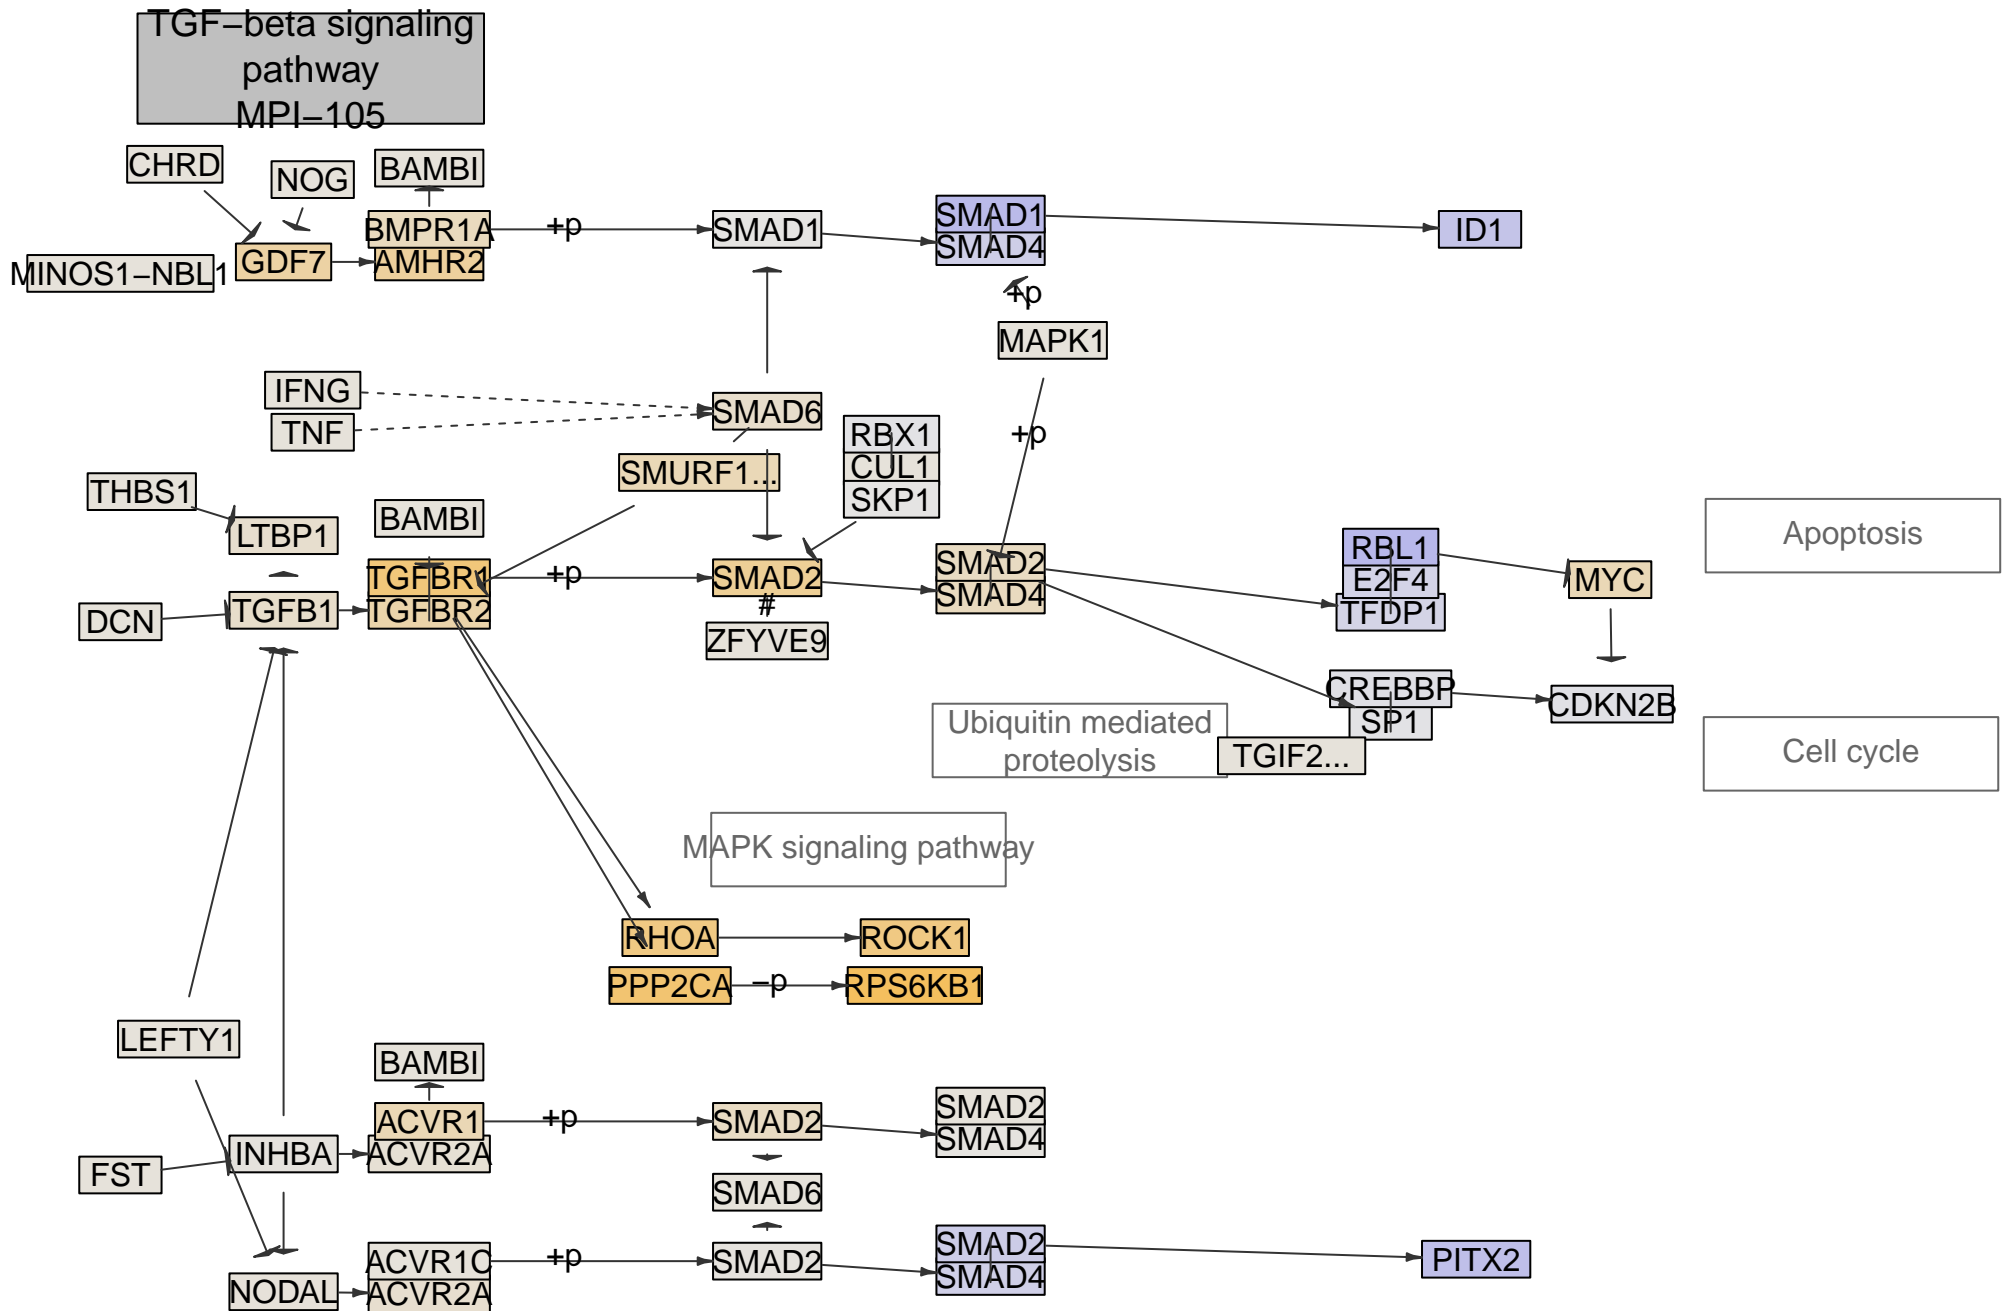 TGF−beta signaling
pathway
MPI−105
CHRD
NOG
BAMBI
BMPR1A
+p
SMAD1
SMAD1
SMAD4
ID1
MINOS1−NBL1
GDF7
AMHR2
+p
MAPK1
IFNG
TNF
SMAD6
RBX1
CUL1
SKP1
+p
SMURF1...
THBS1
LTBP1
BAMBI
DCN
TGFB1
TGFBR1
TGFBR2
+p
SMAD2
#
ZFYVE9
SMAD2
SMAD4
RBL1
E2F4
TFDP1
MYC
Apoptosis
CREBBP
SP1
CDKN2B
TGIF2...
Ubiquitin mediated
proteolysis
Cell cycle
MAPK signaling pathway
RHOA
ROCK1
PPP2CA
−p
RPS6KB1
LEFTY1
BAMBI
ACVR1
ACVR2A
+p
SMAD2
SMAD2
SMAD4
INHBA
FST
SMAD6
ACVR1C
ACVR2A
+p
SMAD2
SMAD2
SMAD4
PITX2
NODAL